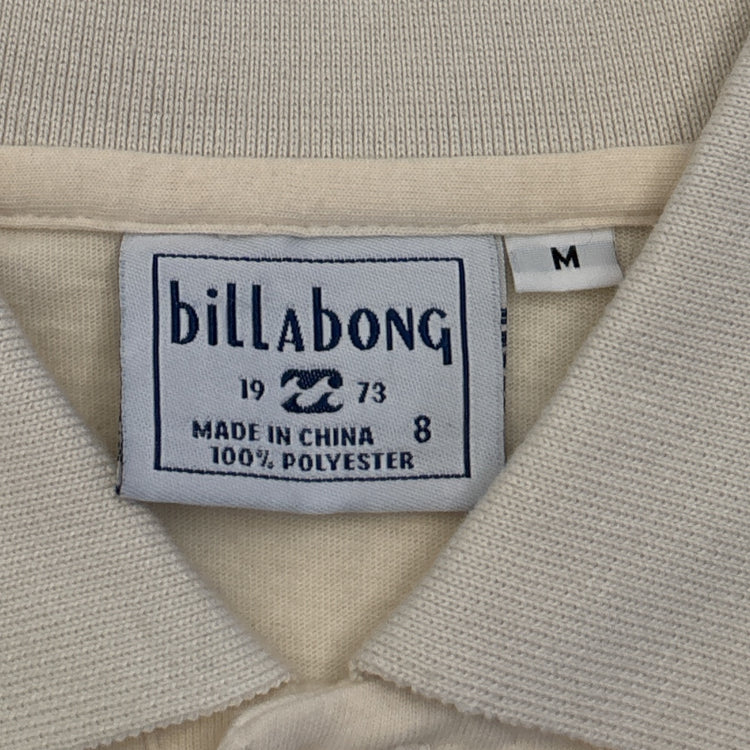 billabong
19 73
MADE IN CHINA 8
100% POLYESTER
M